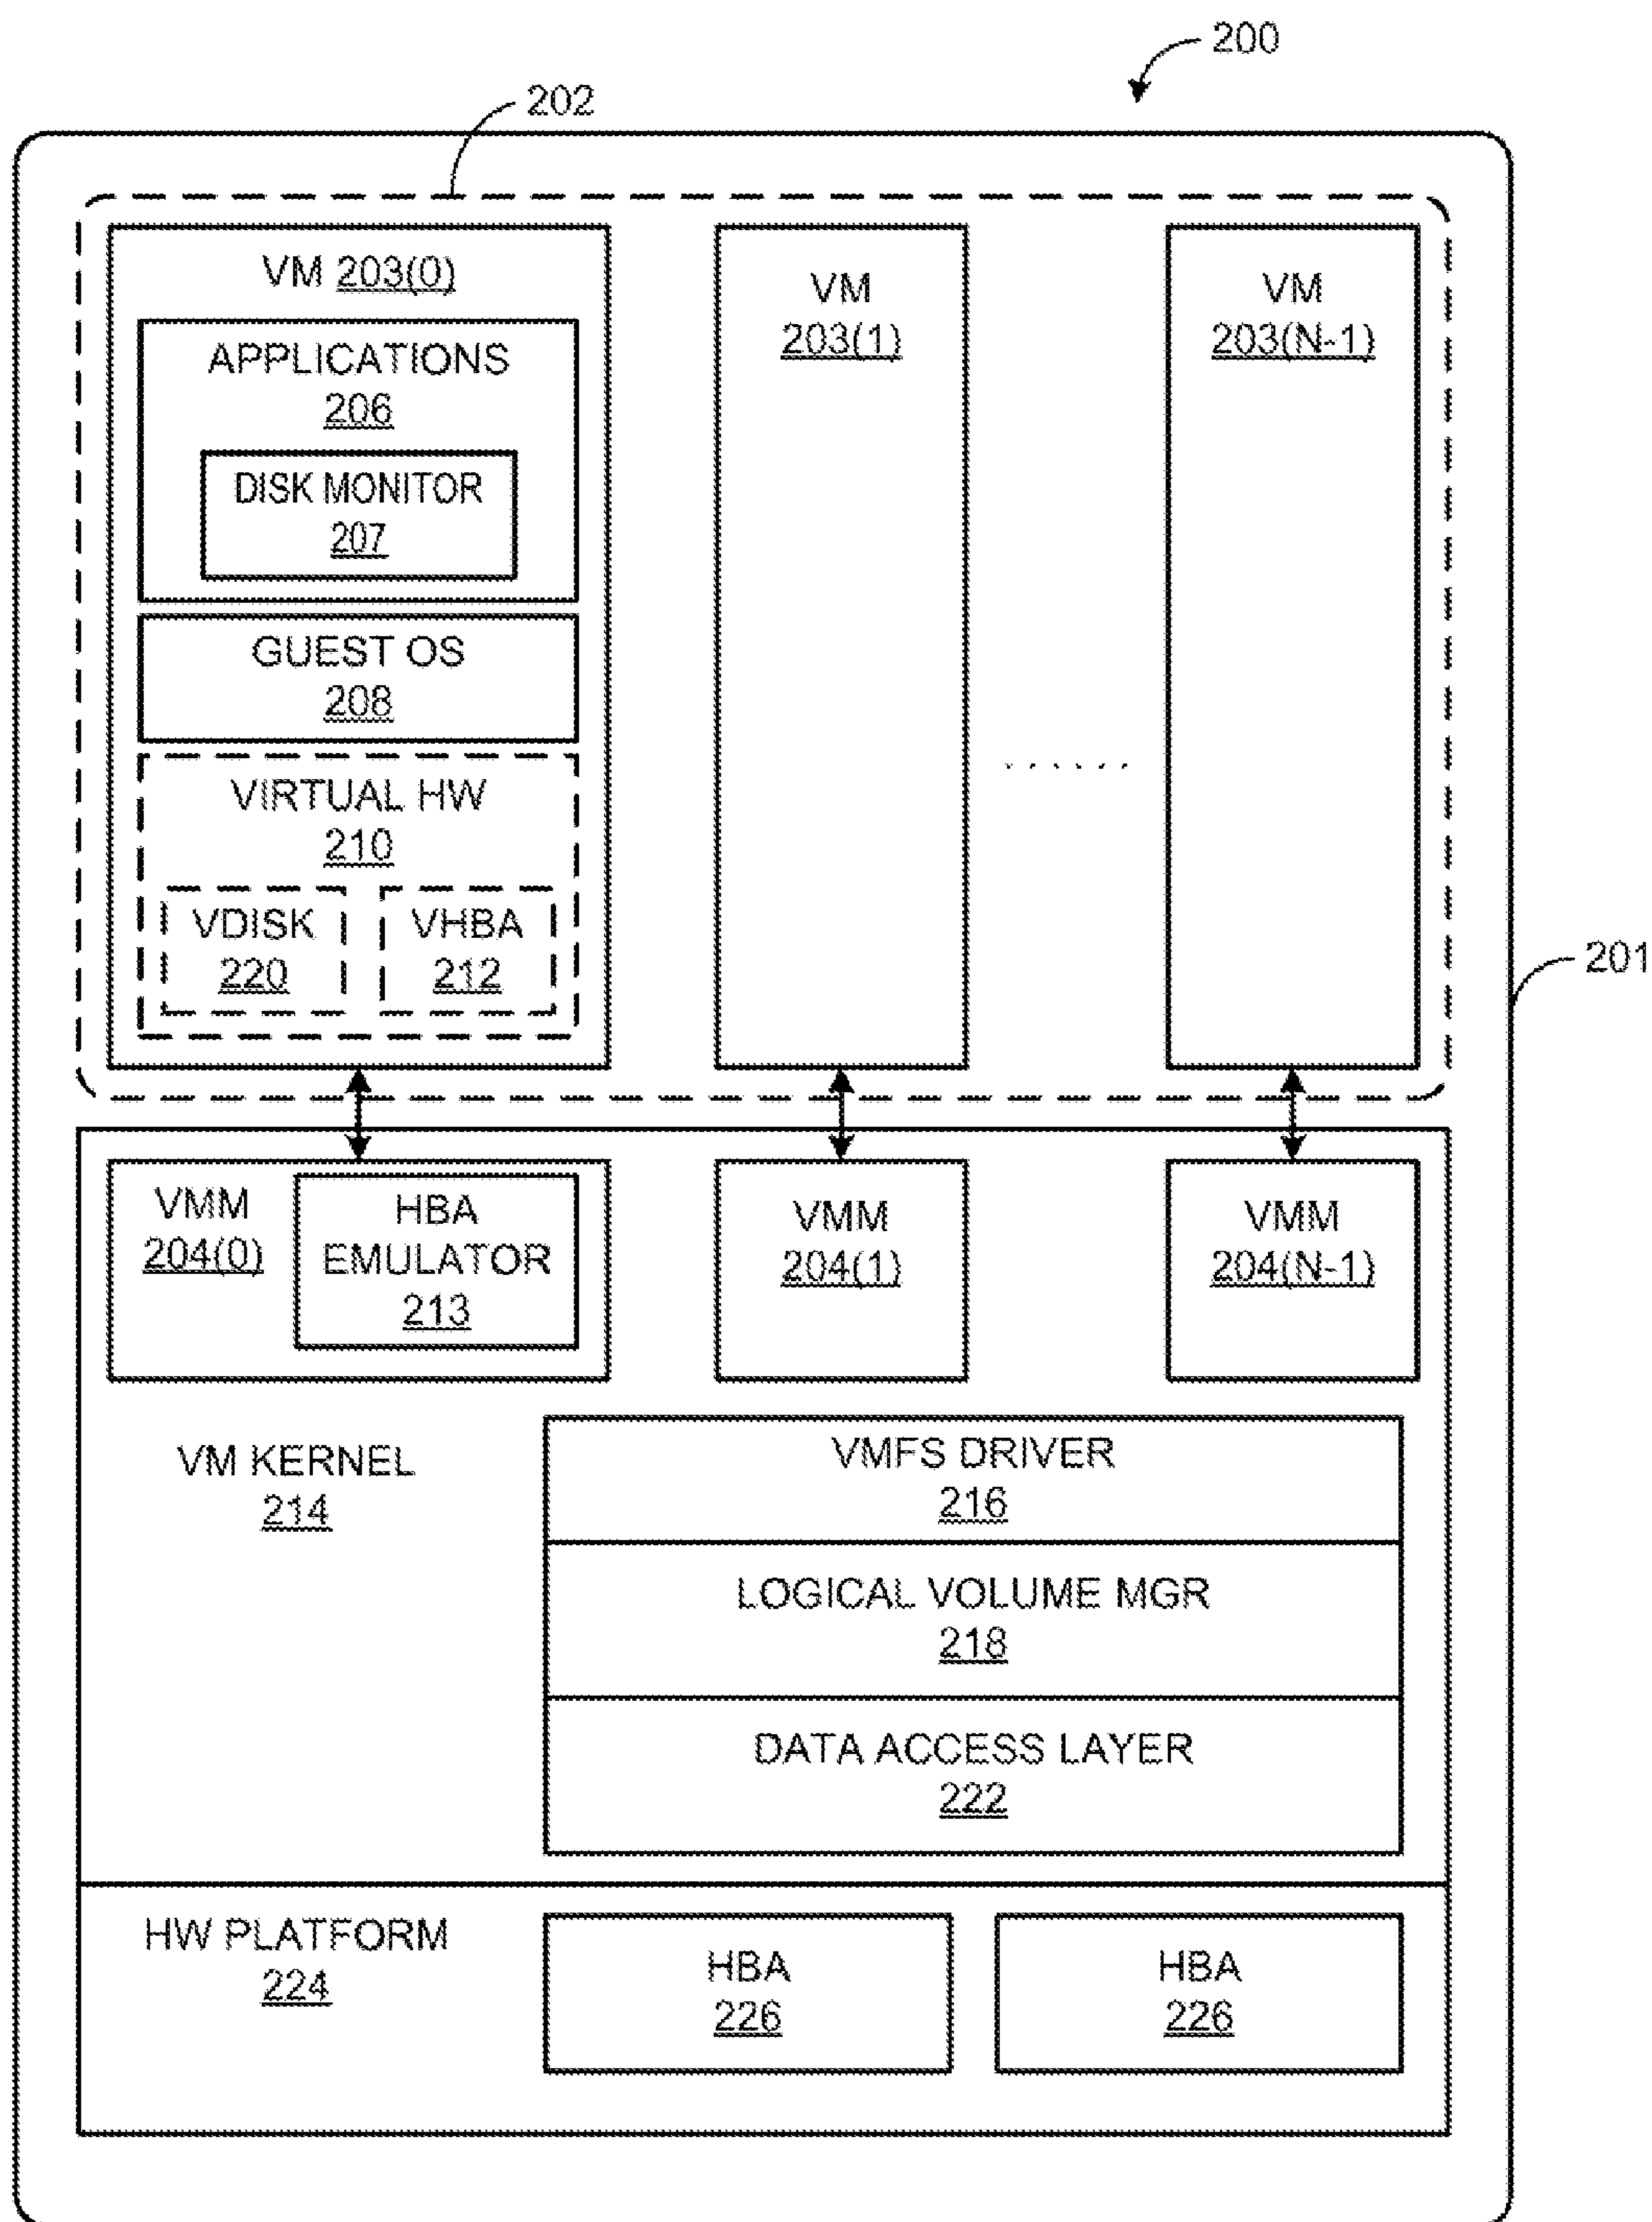 200
202
VM 203(0)
APPLICATIONS
206
DISK MONITOR
207
GUEST OS
208
VIRTUAL HW
210
VDISK
220
VHBA
212
VM
203(1)
VM
203(N-1)
201
VMM
204(0)
HBA
EMULATOR
213
VMM
204(1)
VMM
204(N-1)
VM KERNEL
214
VMFS DRIVER
216
LOGICAL VOLUME MGR
218
DATA ACCESS LAYER
222
HW PLATFORM
224
HBA
226
HBA
226